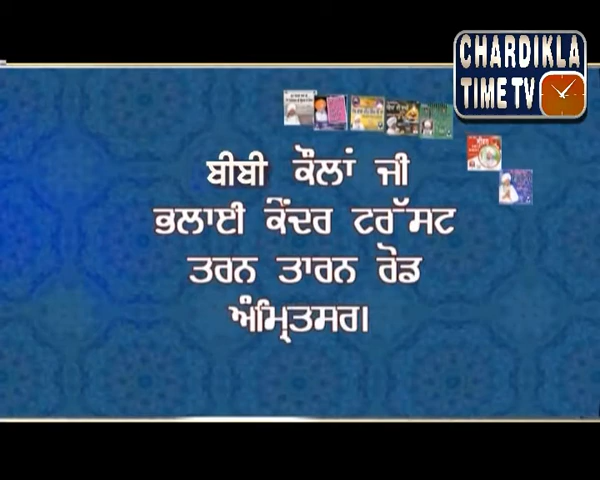 CHARDIKLA
TIME TV
ਬੀਬੀ ਕੌਲਾਂ ਜੀ
ਭਲਾਈ ਕੇਂਦਰ ਟਰੱਸਟ
ਤਰਨ ਤਾਰਨ ਰੋਡ
ਅੰਮ੍ਰਿਤਸਰ।